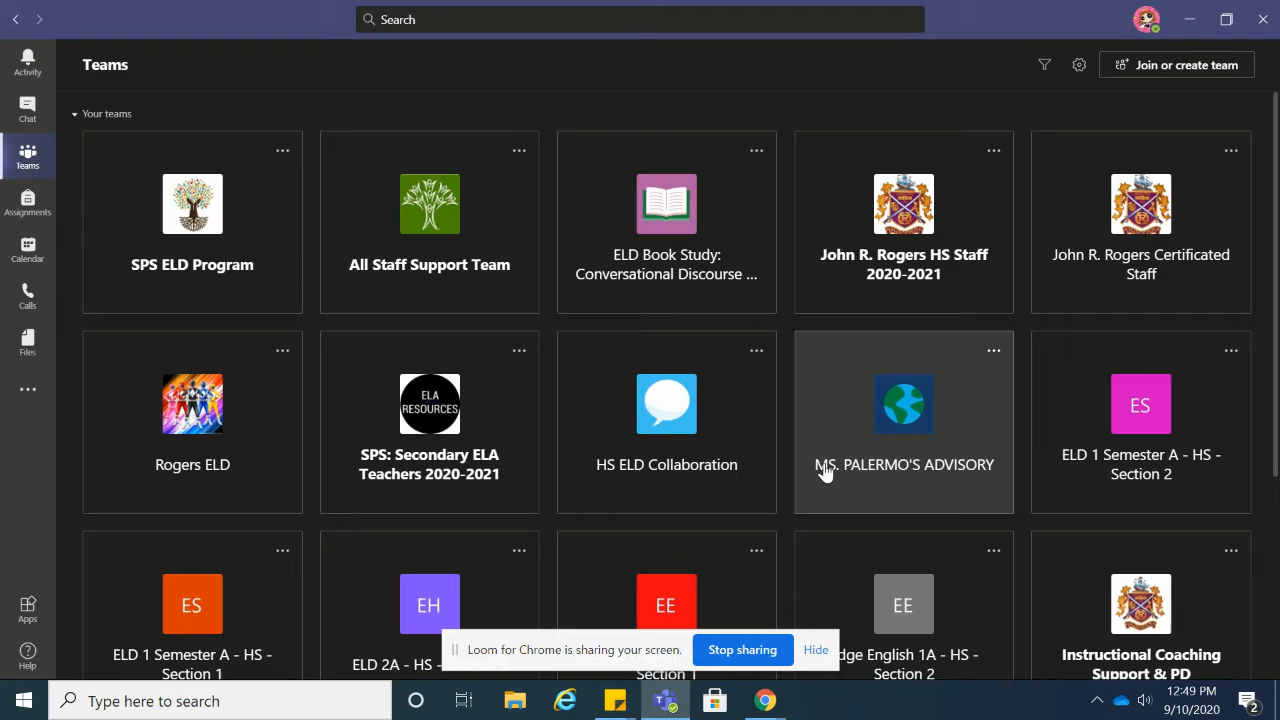 Search
Activity
Chat
Teams
Assignments
Calendar
Calls
Files
Apps
Help
Teams
Join or create team
Your teams
SPS ELD Program
All Staff Support Team
ELD Book Study:
Conversational Discourse ...
John R. Rogers HS Staff
2020-2021
John R. Rogers Certificated
Staff
Rogers ELD
ELA
RESOURCES
SPS: Secondary ELA
Teachers 2020-2021
HS ELD Collaboration
MS. PALERMO'S ADVISORY
ES
ELD 1 Semester A - HS -
Section 2
ES
ELD 1 Semester A - HS -
Section 1
EH
ELD 2A - HS -
EE
Section 1
EE
English 1A - HS -
Section 2
Instructional Coaching
Support & PD
Loom for Chrome is sharing your screen.
Stop sharing
Hide
Type here to search
12:49 PM
9/10/2020
2